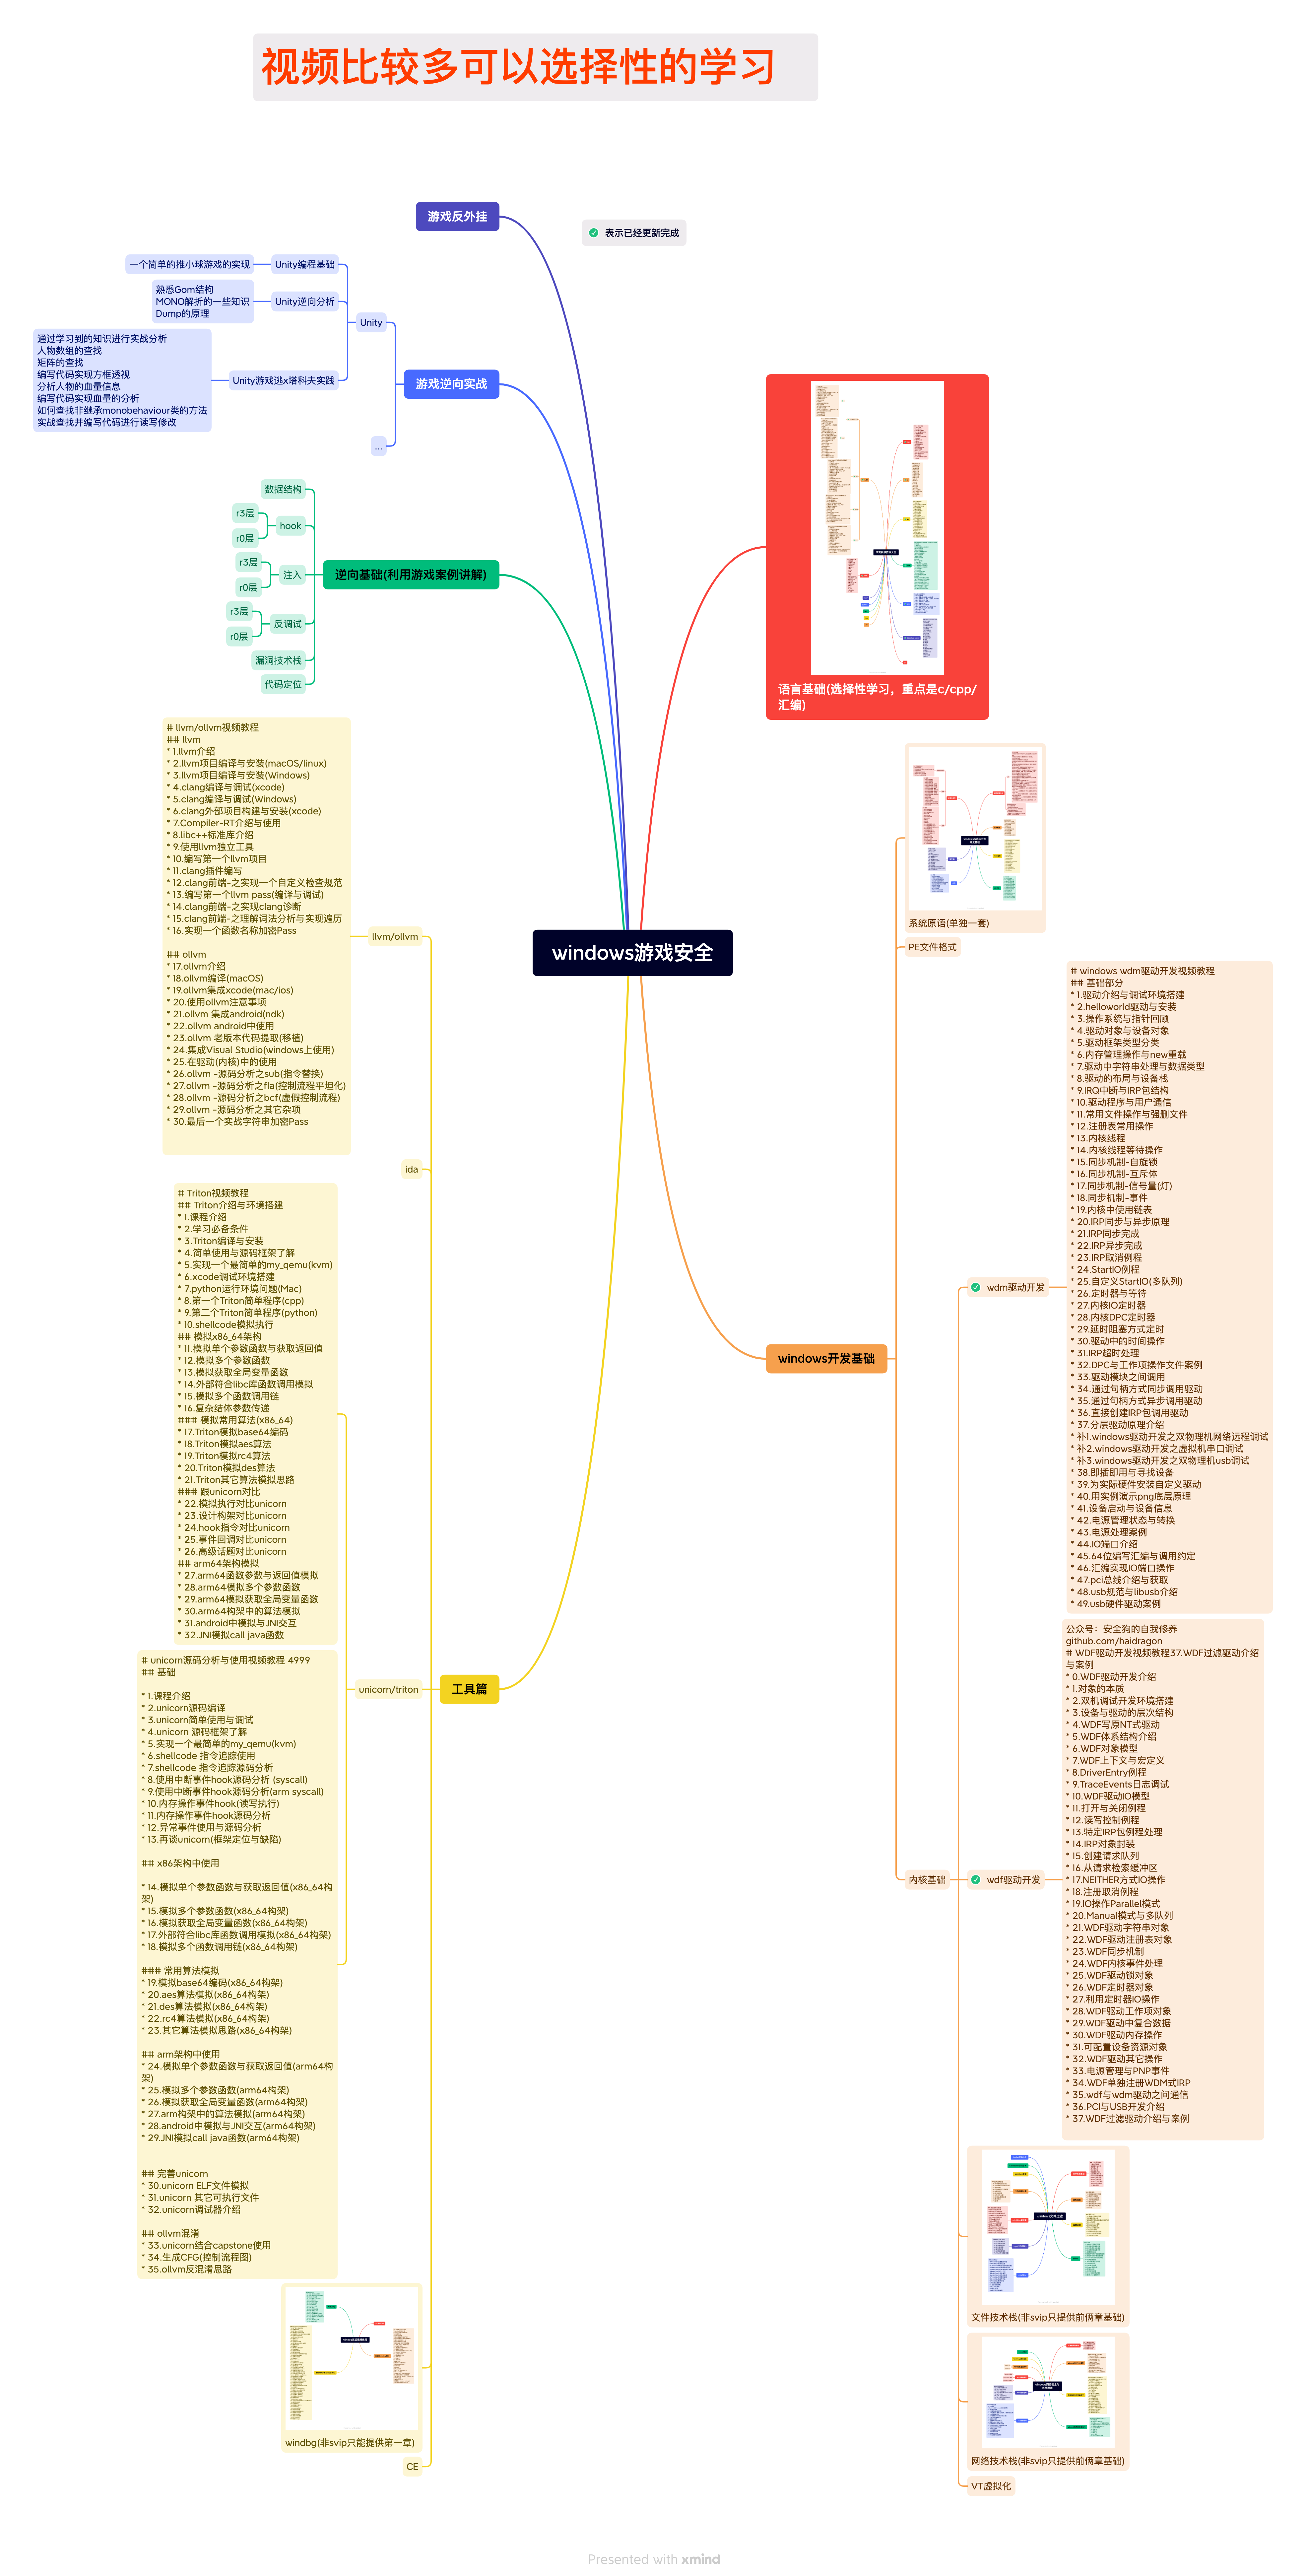 视频比较多可以选择性的学习
表示已经更新完成
windows游戏安全
游戏反外挂
游戏逆向实战
Unity
Unity编程基础
一个简单的推小球游戏的实现
Unity逆向分析
熟悉Gom结构
MONO解折的一些知识
Dump的原理
Unity游戏逃x塔科夫实践
通过学习到的知识进行实战分析
人物数组的查找
矩阵的查找
编写代码实现方框透视
分析人物的血量信息
编写代码实现血量的分析
如何查找非继承monobehaviour类的方法
实战查找并编写代码进行读写修改
...
逆向基础(利用游戏案例讲解)
数据结构
hook
r3层
r0层
注入
r3层
r0层
反调试
r3层
r0层
漏洞技术栈
代码定位
工具篇
llvm/ollvm
# llvm/ollvm视频教程
## llvm
* 1.llvm介绍
* 2.llvm项目编译与安装(macOS/linux)
* 3.llvm项目编译与安装(Windows)
* 4.clang编译与调试(xcode)
* 5.clang编译与调试(Windows)
* 6.clang外部项目构建与安装(xcode)
* 7.Compiler-RT介绍与使用
* 8.libc++标准库介绍
* 9.使用llvm独立工具
* 10.编写第一个llvm项目
* 11.clang插件编写
* 12.clang前端-之实现一个自定义检查规范
* 13.编写第一个llvm pass(编译与调试)
* 14.clang前端-之实现clang诊断
* 15.clang前端-之理解词法分析与实现遍历
* 16.实现一个函数名称加密Pass
## ollvm
* 17.ollvm介绍
* 18.ollvm编译(macOS)
* 19.ollvm集成xcode(mac/ios)
* 20.使用ollvm注意事项
* 21.ollvm 集成android(ndk)
* 22.ollvm android中使用
* 23.ollvm 老版本代码提取(移植)
* 24.集成Visual Studio(windows上使用)
* 25.在驱动(内核)中的使用
* 26.ollvm -源码分析之sub(指令替换)
* 27.ollvm -源码分析之fla(控制流程平坦化)
* 28.ollvm -源码分析之bcf(虚假控制流程)
* 29.ollvm -源码分析之其它杂项
* 30.最后一个实战字符串加密Pass
ida
unicorn/triton
# Triton视频教程
## Triton介绍与环境搭建
* 1.课程介绍
* 2.学习必备条件
* 3.Triton编译与安装
* 4.简单使用与源码框架了解
* 5.实现一个最简单的my_qemu(kvm)
* 6.xcode调试环境搭建
* 7.python运行环境问题(Mac)
* 8.第一个Triton简单程序(cpp)
* 9.第二个Triton简单程序(python)
* 10.shellcode模拟执行
## 模拟x86_64架构
* 11.模拟单个参数函数与获取返回值
* 12.模拟多个参数函数
* 13.模拟获取全局变量函数
* 14.外部符合libc库函数调用模拟
* 15.模拟多个函数调用链
* 16.复杂结体参数传递
### 模拟常用算法(x86_64)
* 17.Triton模拟base64编码
* 18.Triton模拟aes算法
* 19.Triton模拟rc4算法
* 20.Triton模拟des算法
* 21.Triton其它算法模拟思路
### 跟unicorn对比
* 22.模拟执行对比unicorn
* 23.设计构架对比unicorn
* 24.hook指令对比unicorn
* 25.事件回调对比unicorn
* 26.高级话题对比unicorn
## arm64架构模拟
* 27.arm64函数参数与返回值模拟
* 28.arm64模拟多个参数函数
* 29.arm64模拟获取全局变量函数
* 30.arm64构架中的算法模拟
* 31.android中模拟与JNI交互
* 32.JNI模拟call java函数
# unicorn源码分析与使用视频教程 4999
## 基础
* 1.课程介绍
* 2.unicorn源码编译
* 3.unicorn简单使用与调试
* 4.unicorn 源码框架了解
* 5.实现一个最简单的my_qemu(kvm)
* 6.shellcode 指令追踪使用
* 7.shellcode 指令追踪源码分析
* 8.使用中断事件hook源码分析 (syscall)
* 9.使用中断事件hook源码分析(arm syscall)
* 10.内存操作事件hook(读写执行)
* 11.内存操作事件hook源码分析
* 12.异常事件使用与源码分析
* 13.再谈unicorn(框架定位与缺陷)
## x86架构中使用
* 14.模拟单个参数函数与获取返回值(x86_64构
架)
* 15.模拟多个参数函数(x86_64构架)
* 16.模拟获取全局变量函数(x86_64构架)
* 17.外部符合libc库函数调用模拟(x86_64构架)
* 18.模拟多个函数调用链(x86_64构架)
### 常用算法模拟
* 19.模拟base64编码(x86_64构架)
* 20.aes算法模拟(x86_64构架)
* 21.des算法模拟(x86_64构架)
* 22.rc4算法模拟(x86_64构架)
* 23.其它算法模拟思路(x86_64构架)
## arm架构中使用
* 24.模拟单个参数函数与获取返回值(arm64构
架)
* 25.模拟多个参数函数(arm64构架)
* 26.模拟获取全局变量函数(arm64构架)
* 27.arm构架中的算法模拟(arm64构架)
* 28.android中模拟与JNI交互(arm64构架)
* 29.JNI模拟call java函数(arm64构架)
## 完善unicorn
* 30.unicorn ELF文件模拟
* 31.unicorn 其它可执行文件
* 32.unicorn调试器介绍
## ollvm混淆
* 33.unicorn结合capstone使用
* 34.生成CFG(控制流程图)
* 35.ollvm反混淆思路
windbg(非svip只能提供第一章)
CE
语言基础(选择性学习，重点是c/cpp/
汇编)
windows开发基础
系统原语(单独一套)
PE文件格式
内核基础
wdm驱动开发
# windows wdm驱动开发视频教程
## 基础部分
* 1.驱动介绍与调试环境搭建
* 2.helloworld驱动与安装
* 3.操作系统与指针回顾
* 4.驱动对象与设备对象
* 5.驱动框架类型分类
* 6.内存管理操作与new重载
* 7.驱动中字符串处理与数据类型
* 8.驱动的布局与设备栈
* 9.IRQ中断与IRP包结构
* 10.驱动程序与用户通信
* 11.常用文件操作与强删文件
* 12.注册表常用操作
* 13.内核线程
* 14.内核线程等待操作
* 15.同步机制-自旋锁
* 16.同步机制-互斥体
* 17.同步机制-信号量(灯)
* 18.同步机制-事件
* 19.内核中使用链表
* 20.IRP同步与异步原理
* 21.IRP同步完成
* 22.IRP异步完成
* 23.IRP取消例程
* 24.StartIO例程
* 25.自定义StartIO(多队列)
* 26.定时器与等待
* 27.内核IO定时器
* 28.内核DPC定时器
* 29.延时阻塞方式定时
* 30.驱动中的时间操作
* 31.IRP超时处理
* 32.DPC与工作项操作文件案例
* 33.驱动模块之间调用
* 34.通过句柄方式同步调用驱动
* 35.通过句柄方式异步调用驱动
* 36.直接创建IRP包调用驱动
* 37.分层驱动原理介绍
* 补1.windows驱动开发之双物理机网络远程调试
* 补2.windows驱动开发之虚拟机串口调试
* 补3.windows驱动开发之双物理机usb调试
* 38.即插即用与寻找设备
* 39.为实际硬件安装自定义驱动
* 40.用实例演示png底层原理
* 41.设备启动与设备信息
* 42.电源管理状态与转换
* 43.电源处理案例
* 44.IO端口介绍
* 45.64位编写汇编与调用约定
* 46.汇编实现IO端口操作
* 47.pci总线介绍与获取
* 48.usb规范与libusb介绍
* 49.usb硬件驱动案例
wdf驱动开发
公众号：安全狗的自我修养
github.com/haidragon
# WDF驱动开发视频教程37.WDF过滤驱动介绍
与案例
* 0.WDF驱动开发介绍
* 1.对象的本质
* 2.双机调试开发环境搭建
* 3.设备与驱动的层次结构
* 4.WDF写原NT式驱动
* 5.WDF体系结构介绍
* 6.WDF对象模型
* 7.WDF上下文与宏定义
* 8.DriverEntry例程
* 9.TraceEvents日志调试
* 10.WDF驱动IO模型
* 11.打开与关闭例程
* 12.读写控制例程
* 13.特定IRP包例程处理
* 14.IRP对象封装
* 15.创建请求队列
* 16.从请求检索缓冲区
* 17.NEITHER方式IO操作
* 18.注册取消例程
* 19.IO操作Parallel模式
* 20.Manual模式与多队列
* 21.WDF驱动字符串对象
* 22.WDF驱动注册表对象
* 23.WDF同步机制
* 24.WDF内核事件处理
* 25.WDF驱动锁对象
* 26.WDF定时器对象
* 27.利用定时器IO操作
* 28.WDF驱动工作项对象
* 29.WDF驱动中复合数据
* 30.WDF驱动内存操作
* 31.可配置设备资源对象
* 32.WDF驱动其它操作
* 33.电源管理与PNP事件
* 34.WDF单独注册WDM式IRP
* 35.wdf与wdm驱动之间通信
* 36.PCI与USB开发介绍
* 37.WDF过滤驱动介绍与案例
文件技术栈(非svip只提供前俩章基础)
网络技术栈(非svip只提供前俩章基础)
VT虚拟化
Presented with xmind